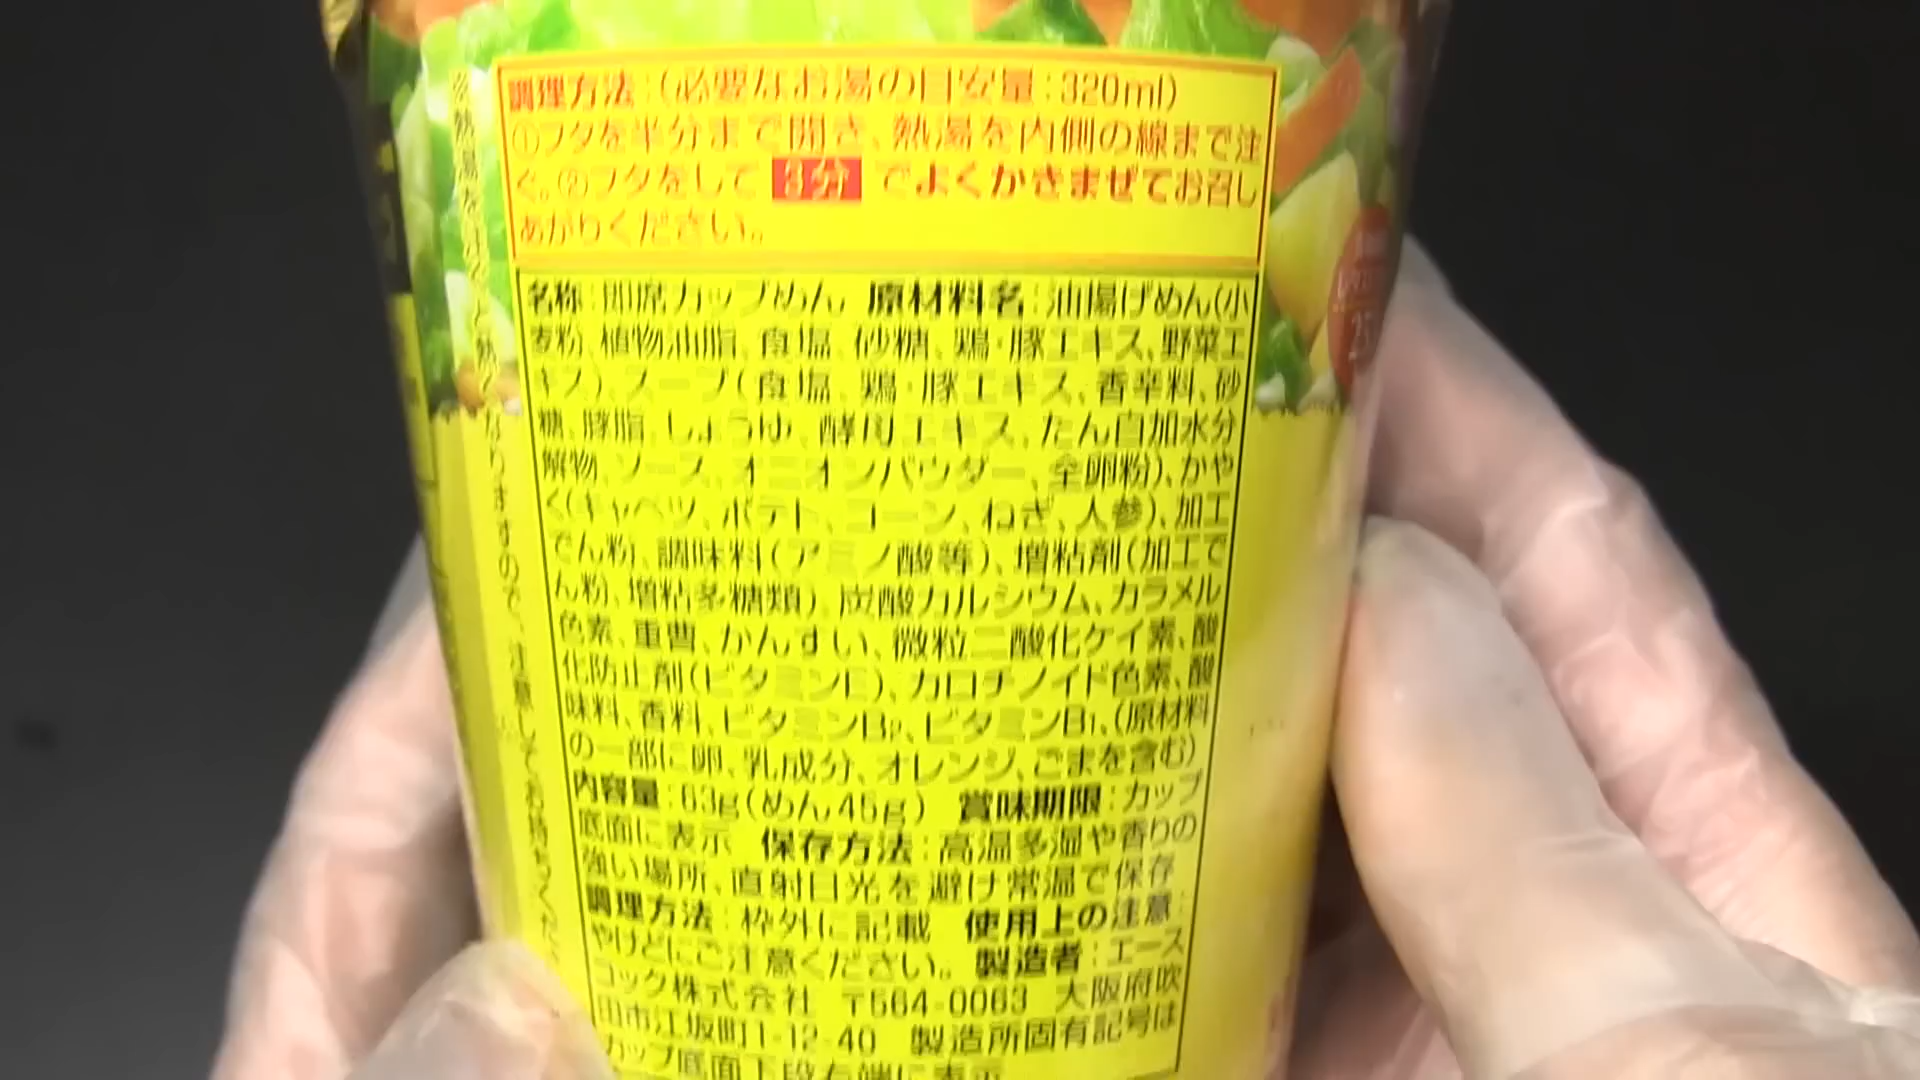 調理方法:(必要なお湯の目安量:320ml)
①フタを半分まで開き、熱湯を内側の線まで注
ぐ。②フタをして 3分 でよくかきまぜてお召し
あがりください。
名称:即席カップめん 原材料名:油揚げめん(小
麦粉、植物油脂、食塩、砂糖、鶏・豚エキス、野菜エ
キス)、スープ(食塩、鶏・豚エキス、香辛料、砂
糖、豚脂、しょうゆ、酵母エキス、たん白加水分
解物、ソース、オニオンパウダー、全卵粉)、かや
く(キャベツ、ポテト、コーン、ねぎ、人参)、加工
でん粉、調味料(アミノ酸等)、増粘剤(加工で
ん粉、増粘多糖類)、炭酸カルシウム、カラメル
色素、重曹、かんすい、微粒二酸化ケイ素、酸
化防止剤(ビタミンE)、カロチノイド色素、酸
味料、香料、ビタミンB₂、ビタミンB₁、(原材料
の一部に卵、乳成分、オレンジ、ごまを含む)
内容量:63g(めん45g) 賞味期限:カップ
底面に表示 保存方法:高温多湿や香りの
強い場所、直射日光を避け常温で保存
調理方法:枠外に記載 使用上の注意:
やけどにご注意ください。 製造者:エース
コック株式会社 〒564-0063 大阪府吹
田市江坂町1-12-40 製造所固有記号は
カップ底面下段右端に表示